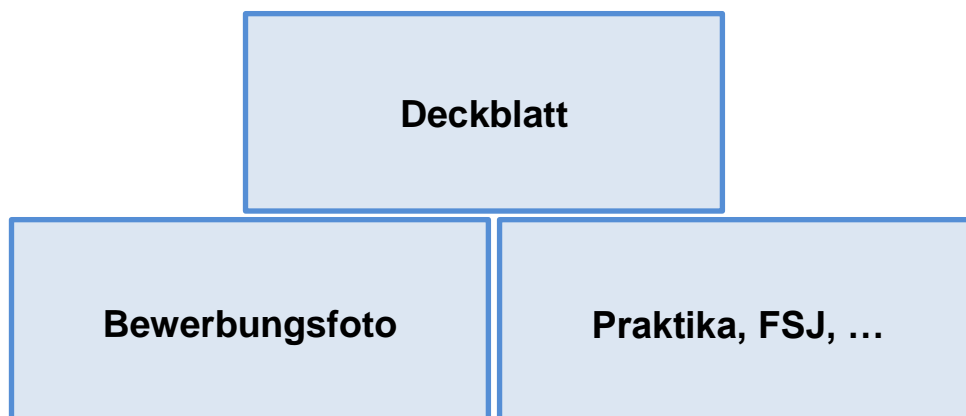 Deckblatt
Bewerbungsfoto
Praktika, FSJ, …